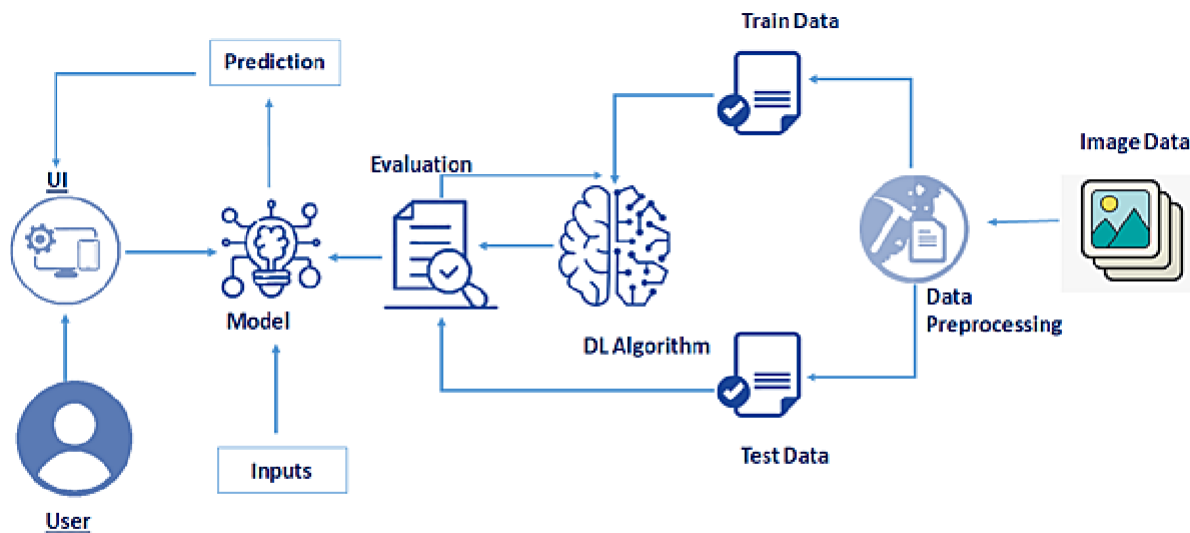 Train Data
Prediction
Image Data
Evaluation
UI
Data
Preprocessing
Model
DL Algorithm
Inputs
Test Data
User